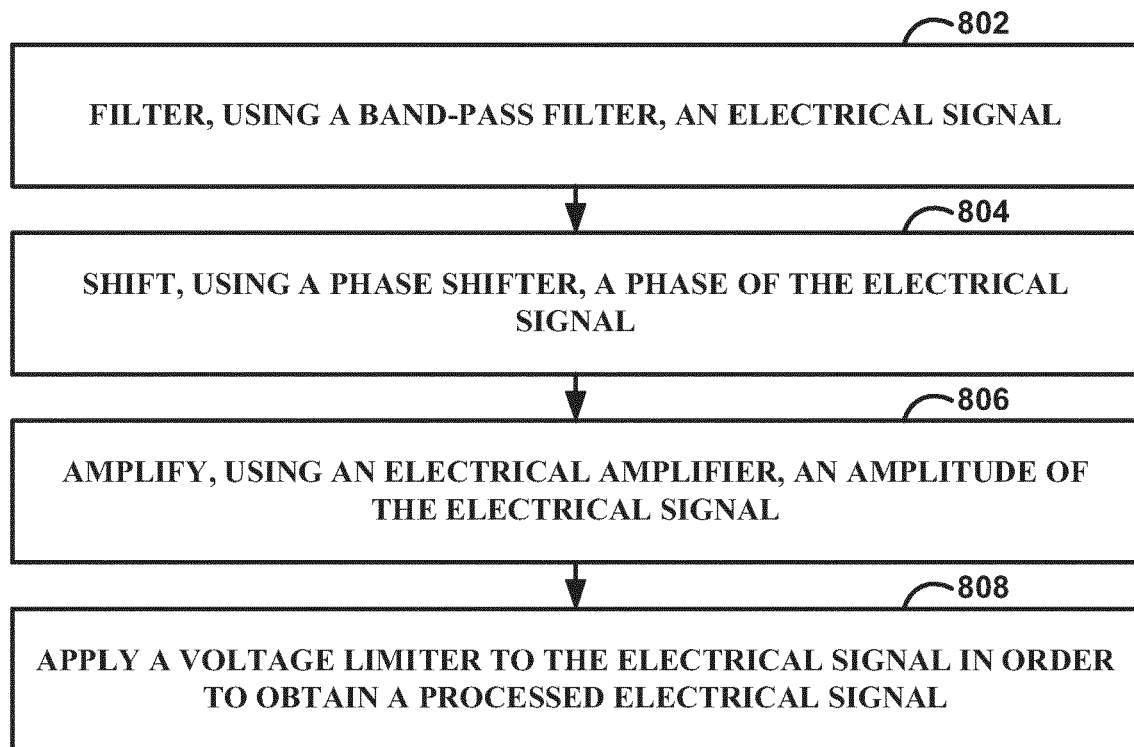 802
FILTER, USING A BAND-PASS FILTER, AN ELECTRICAL SIGNAL
804
SHIFT, USING A PHASE SHIFTER, A PHASE OF THE ELECTRICAL
SIGNAL
806
AMPLIFY, USING AN ELECTRICAL AMPLIFIER, AN AMPLITUDE OF
THE ELECTRICAL SIGNAL
808
APPLY A VOLTAGE LIMITER TO THE ELECTRICAL SIGNAL IN ORDER
TO OBTAIN A PROCESSED ELECTRICAL SIGNAL